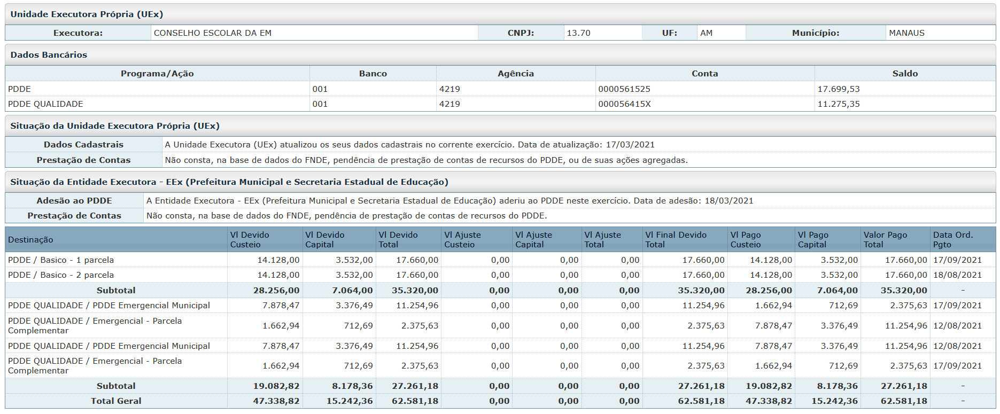 Unidade Executora Própria (UEx)
Executora: CONSELHO ESCOLAR DA EM CNPJ: 13.70 UF: AM Município: MANAUS
Dados Bancários
Programa/Ação Banco Agência Conta Saldo
PDDE 001 4219 0000561525 17.699,53
PDDE QUALIDADE 001 4219 000056415X 11.275,35
Situação da Unidade Executora Própria (UEx)
Dados Cadastrais A Unidade Executora (UEx) atualizou os seus dados cadastrais no corrente exercício. Data de atualização: 17/03/2021
Prestação de Contas Não consta, na base de dados do FNDE, pendência de prestação de contas de recursos do PDDE, ou de suas ações agregadas.
Situação da Entidade Executora - EEx (Prefeitura Municipal e Secretaria Estadual de Educação)
Adesão ao PDDE A Entidade Executora - EEx (Prefeitura Municipal e Secretaria Estadual de Educação) aderiu ao PDDE neste exercício. Data de adesão: 18/03/2021
Prestação de Contas Não consta, na base de dados do FNDE, pendência de prestação de contas de recursos do PDDE.
Destinação Vl Devido Custeio Vl Devido Capital Vl Devido Total Vl Ajuste Custeio Vl Ajuste Capital Vl Ajuste Total Vl Final Devido Total Vl Pago Custeio Vl Pago Capital Valor Pago Total Data Ord. Pgto
PDDE / Basico - 1 parcela 14.128,00 3.532,00 17.660,00 0,00 0,00 0,00 17.660,00 14.128,00 3.532,00 17.660,00 17/09/2021
PDDE / Basico - 2 parcela 14.128,00 3.532,00 17.660,00 0,00 0,00 0,00 17.660,00 14.128,00 3.532,00 17.660,00 18/08/2021
Subtotal 28.256,00 7.064,00 35.320,00 0,00 0,00 0,00 35.320,00 28.256,00 7.064,00 35.320,00 -
PDDE QUALIDADE / PDDE Emergencial Municipal 7.878,47 3.376,49 11.254,96 0,00 0,00 0,00 11.254,96 1.662,94 712,69 2.375,63 17/09/2021
PDDE QUALIDADE / Emergencial - Parcela Complementar 1.662,94 712,69 2.375,63 0,00 0,00 0,00 2.375,63 7.878,47 3.376,49 11.254,96 12/08/2021
PDDE QUALIDADE / PDDE Emergencial Municipal 7.878,47 3.376,49 11.254,96 0,00 0,00 0,00 11.254,96 7.878,47 3.376,49 11.254,96 12/08/2021
PDDE QUALIDADE / Emergencial - Parcela Complementar 1.662,94 712,69 2.375,63 0,00 0,00 0,00 2.375,63 1.662,94 712,69 2.375,63 17/09/2021
Subtotal 19.082,82 8.178,36 27.261,18 0,00 0,00 0,00 27.261,18 19.082,82 8.178,36 27.261,18 -
Total Geral 47.338,82 15.242,36 62.581,18 0,00 0,00 0,00 62.581,18 47.338,82 15.242,36 62.581,18 -